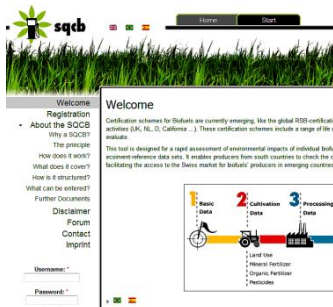 sqcb
Home Start
Welcome
Registration
About the SQCB
Why a SQCB?
The principle
How does it work?
What does it cover?
How is it structured?
What can be entered?
Further Documents
Disclaimer
Forum
Contact
Imprint
Username: *
Password: *
Welcome
Certification schemes for Biofuels are currently emerging, like the global RSB-certificati
activities (UK, NL, D, California ...). These certification schemes include a range of life
evaluate.
This tool is designed for a rapid assessment of environmental impacts of individual biofu
ecoinvent-reference data sets. It enables producers from south countries to check the
facilitating the access to the Swiss market for biofuels' producers in emerging countries
1 Basic Data
2 Cultivation Data
3 Processing Data
Land Use
Mineral Fertilizer
Organic Fertilizer
Pesticides